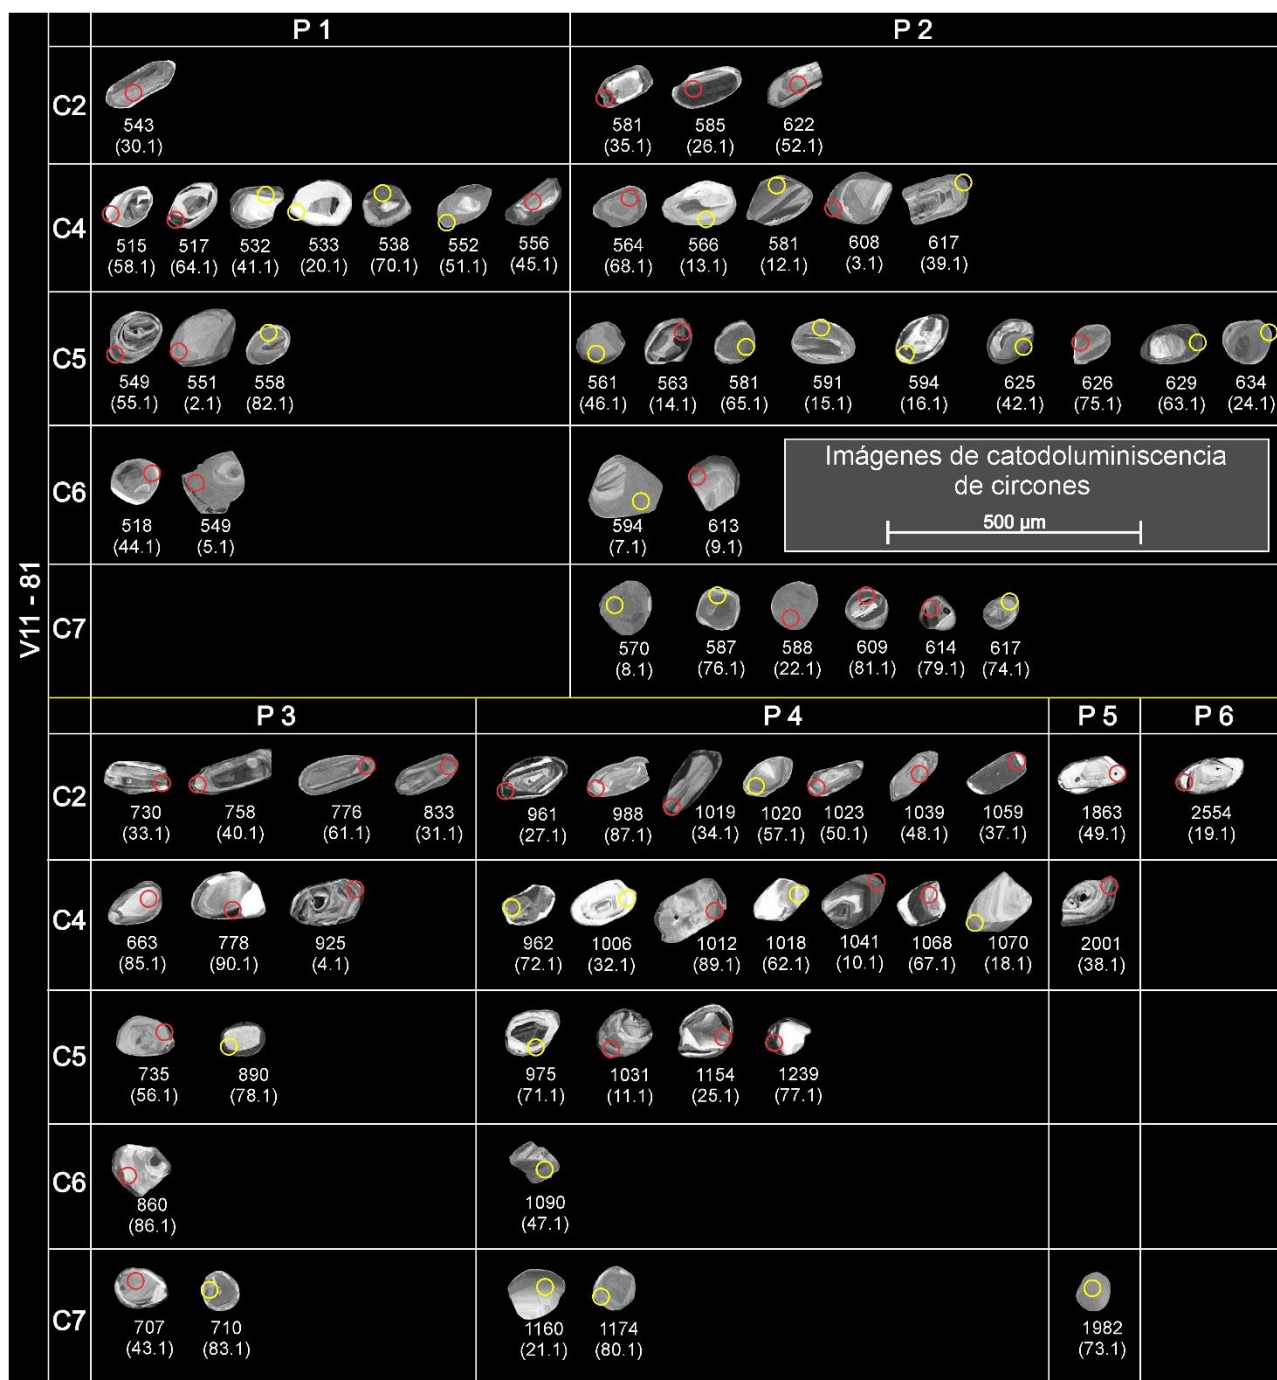 V11 - 81
P 1 P 2
C2
543 581 585 622
(30.1) (35.1) (26.1) (52.1)
C4
515 517 532 533 538 552 556 564 566 581 608 617
(58.1) (64.1) (41.1) (20.1) (70.1) (51.1) (45.1) (68.1) (13.1) (12.1) (3.1) (39.1)
C5
549 551 558 561 563 581 591 594 625 626 629 634
(55.1) (2.1) (82.1) (46.1) (14.1) (65.1) (15.1) (16.1) (42.1) (75.1) (63.1) (24.1)
C6
518 549 594 613
(44.1) (5.1) (7.1) (9.1)
Imágenes de catodoluminiscencia
de circones
500 µm
C7
570 587 588 609 614 617
(8.1) (76.1) (22.1) (81.1) (79.1) (74.1)
P 3 P 4 P 5 P 6
C2
730 758 776 833 961 988 1019 1020 1023 1039 1059 1863 2554
(33.1) (40.1) (61.1) (31.1) (27.1) (87.1) (34.1) (57.1) (50.1) (48.1) (37.1) (49.1) (19.1)
C4
663 778 925 962 1006 1012 1018 1041 1068 1070 2001
(85.1) (90.1) (4.1) (72.1) (32.1) (89.1) (62.1) (10.1) (67.1) (18.1) (38.1)
C5
735 890 975 1031 1154 1239
(56.1) (78.1) (71.1) (11.1) (25.1) (77.1)
C6
860 1090
(86.1) (47.1)
C7
707 710 1160 1174 1982
(43.1) (83.1) (21.1) (80.1) (73.1)